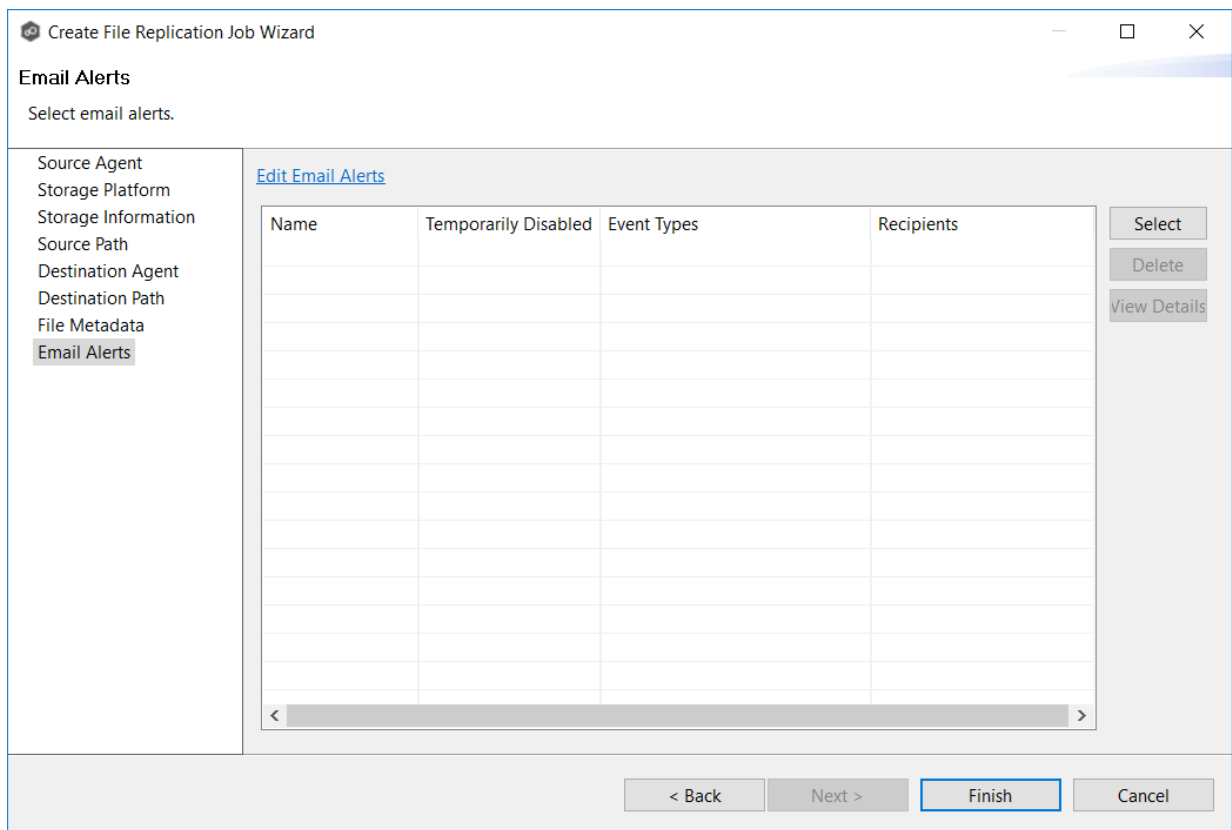 Create File Replication Job Wizard
Email Alerts
Select email alerts.
Source Agent
Storage Platform
Storage Information
Source Path
Destination Agent
Destination Path
File Metadata
Email Alerts
Edit Email Alerts
Name Temporarily Disabled Event Types Recipients
Select
Delete
View Details
< Back Next > Finish Cancel